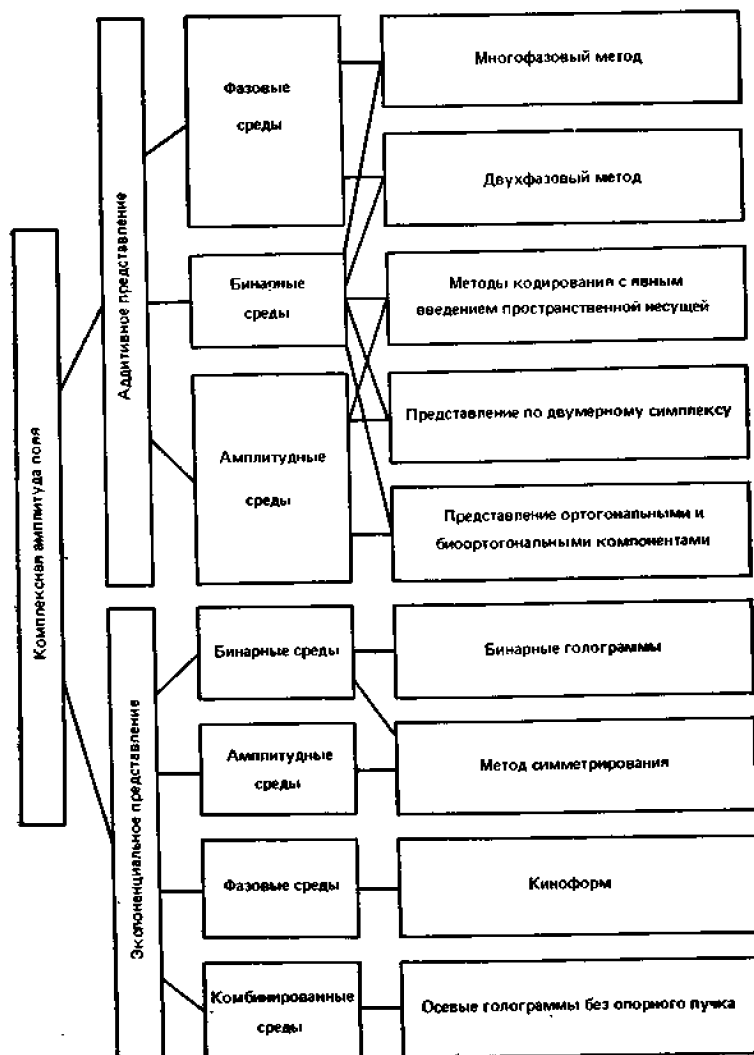 Комплексная амплитуда поля
Аддитивное представление
Фазовые
среды
Бинарные
среды
Амплитудные
среды
Многофазовый метод
Двухфазовый метод
Методы кодирования с явным
введением пространственной несущей
Представление по двумерному симплексу
Представление ортогональными и
биортогональными компонентами
Экспоненциальное представление
Бинарные среды
Амплитудные
среды
Фазовые среды
Комбинированные
среды
Бинарные голограммы
Метод симметрирования
Киноформ
Осевые голограммы без опорного пучка